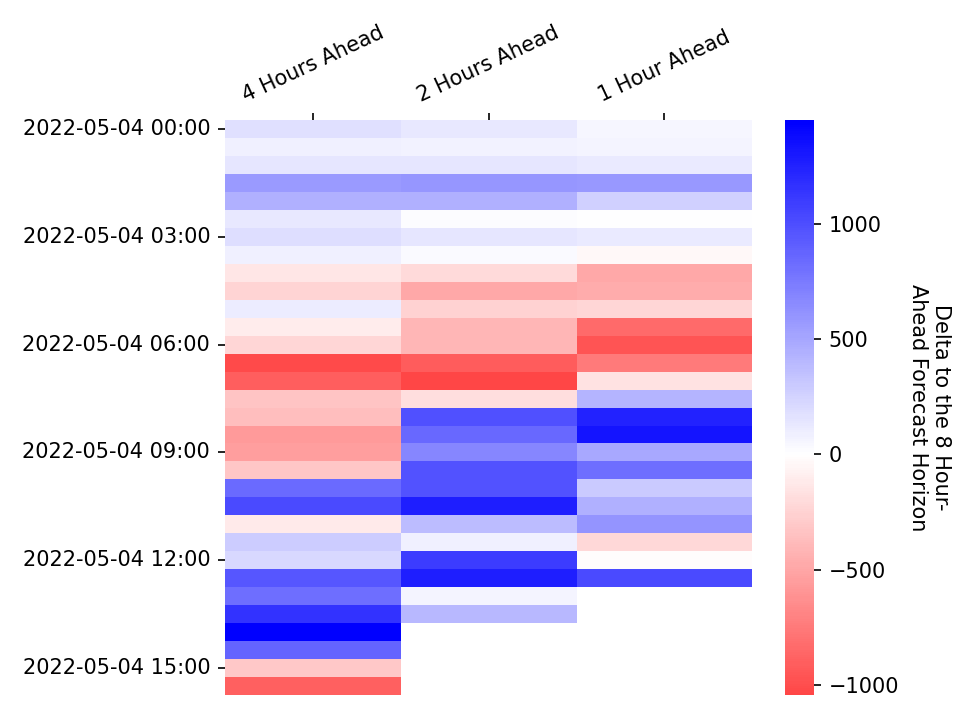 4 Hours Ahead
2 Hours Ahead
1 Hour Ahead
2022-05-04 00:00
2022-05-04 03:00
2022-05-04 06:00
2022-05-04 09:00
2022-05-04 12:00
2022-05-04 15:00
1000
500
0
−500
−1000
Delta to the 8 Hour-
Ahead Forecast Horizon